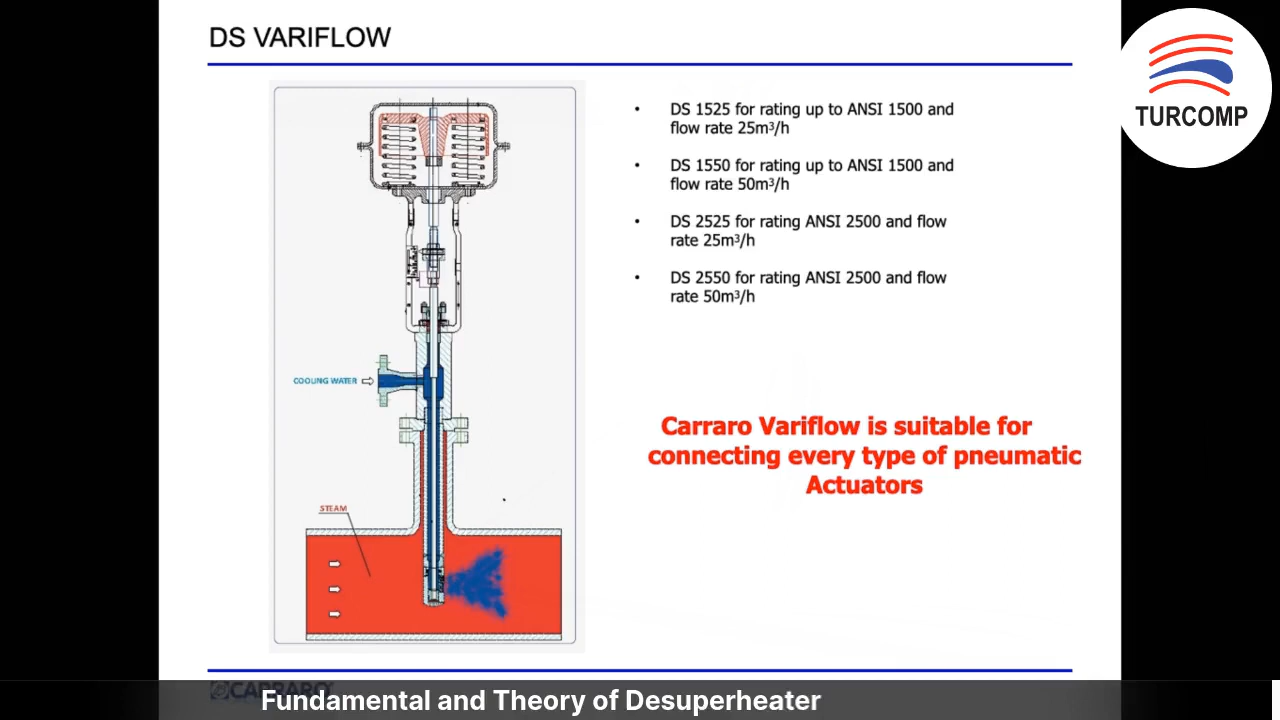 DS VARIFLOW
TURCOMP
• DS 1525 for rating up to ANSI 1500 and
flow rate 25m³/h
• DS 1550 for rating up to ANSI 1500 and
flow rate 50m³/h
• DS 2525 for rating ANSI 2500 and flow
rate 25m³/h
• DS 2550 for rating ANSI 2500 and flow
rate 50m³/h
COOLING WATER
Carraro Variflow is suitable for
connecting every type of pneumatic
Actuators
STEAM
CARRARO
Fundamental and Theory of Desuperheater